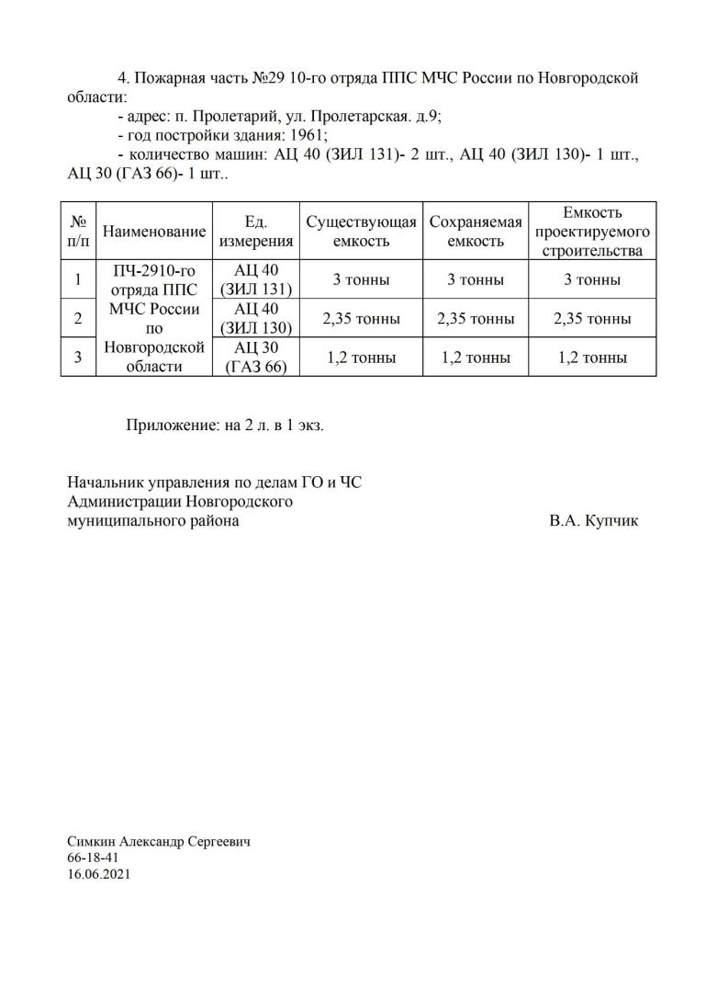 4. Пожарная часть №29 10-го отряда ППС МЧС России по Новгородской
области:
- адрес: п. Пролетарий, ул. Пролетарская. д.9;
- год постройки здания: 1961;
- количество машин: АЦ 40 (ЗИЛ 131)- 2 шт., АЦ 40 (ЗИЛ 130)- 1 шт.,
АЦ 30 (ГАЗ 66)- 1 шт..
№
п/п
Наименование
Ед.
измерения
Существующая
емкость
Сохраняемая
емкость
Емкость
проектируемого
строительства
1
ПЧ-2910-го
отряда ППС
МЧС России
по
Новгородской
области
АЦ 40
(ЗИЛ 131)
3 тонны
3 тонны
3 тонны
2
АЦ 40
(ЗИЛ 130)
2,35 тонны
2,35 тонны
2,35 тонны
3
АЦ 30
(ГАЗ 66)
1,2 тонны
1,2 тонны
1,2 тонны
Приложение: на 2 л. в 1 экз.
Начальник управления по делам ГО и ЧС
Администрации Новгородского
муниципального района В.А. Купчик
Симкин Александр Сергеевич
66-18-41
16.06.2021